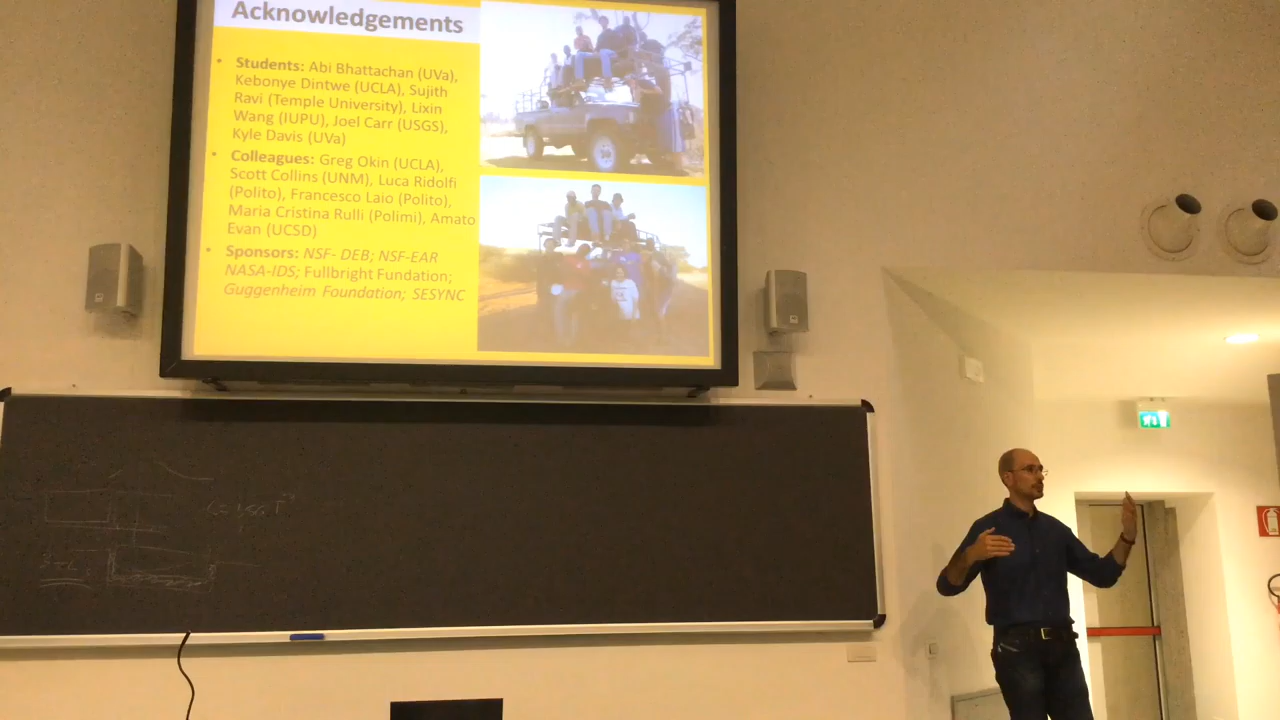 Acknowledgements
• Students: Abi Bhattachan (UVa),
Kebonye Dintwe (UCLA), Sujith
Ravi (Temple University), Lixin
Wang (IUPU), Joel Carr (USGS),
Kyle Davis (UVa)
• Colleagues: Greg Okin (UCLA),
Scott Collins (UNM), Luca Ridolfi
(Polito), Francesco Laio (Polito),
Maria Cristina Rulli (Polimi), Amato
Evan (UCSD)
• Sponsors: NSF- DEB; NSF-EAR
NASA-IDS; Fullbright Fundation;
Guggenheim Foundation; SESYNC